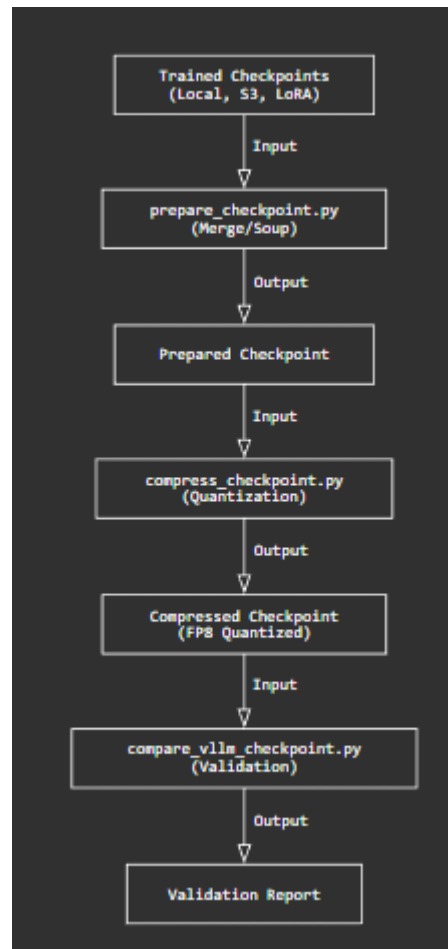 Trained Checkpoints
(Local, S3, LoRA)
Input
prepare_checkpoint.py
(Merge/Soup)
Output
Prepared Checkpoint
Input
compress_checkpoint.py
(Quantization)
Output
Compressed Checkpoint
(FP8 Quantized)
Input
compare_vllm_checkpoint.py
(Validation)
Output
Validation Report